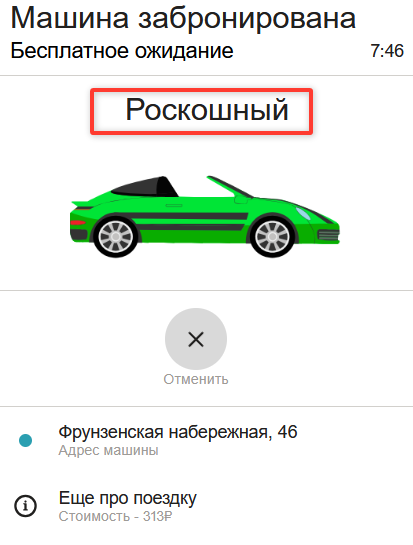 Машина забронирована
Бесплатное ожидание 7:46
Роскошный
Отменить
Фрунзенская набережная, 46
Адрес машины
Еще про поездку
Стоимость - 313₽